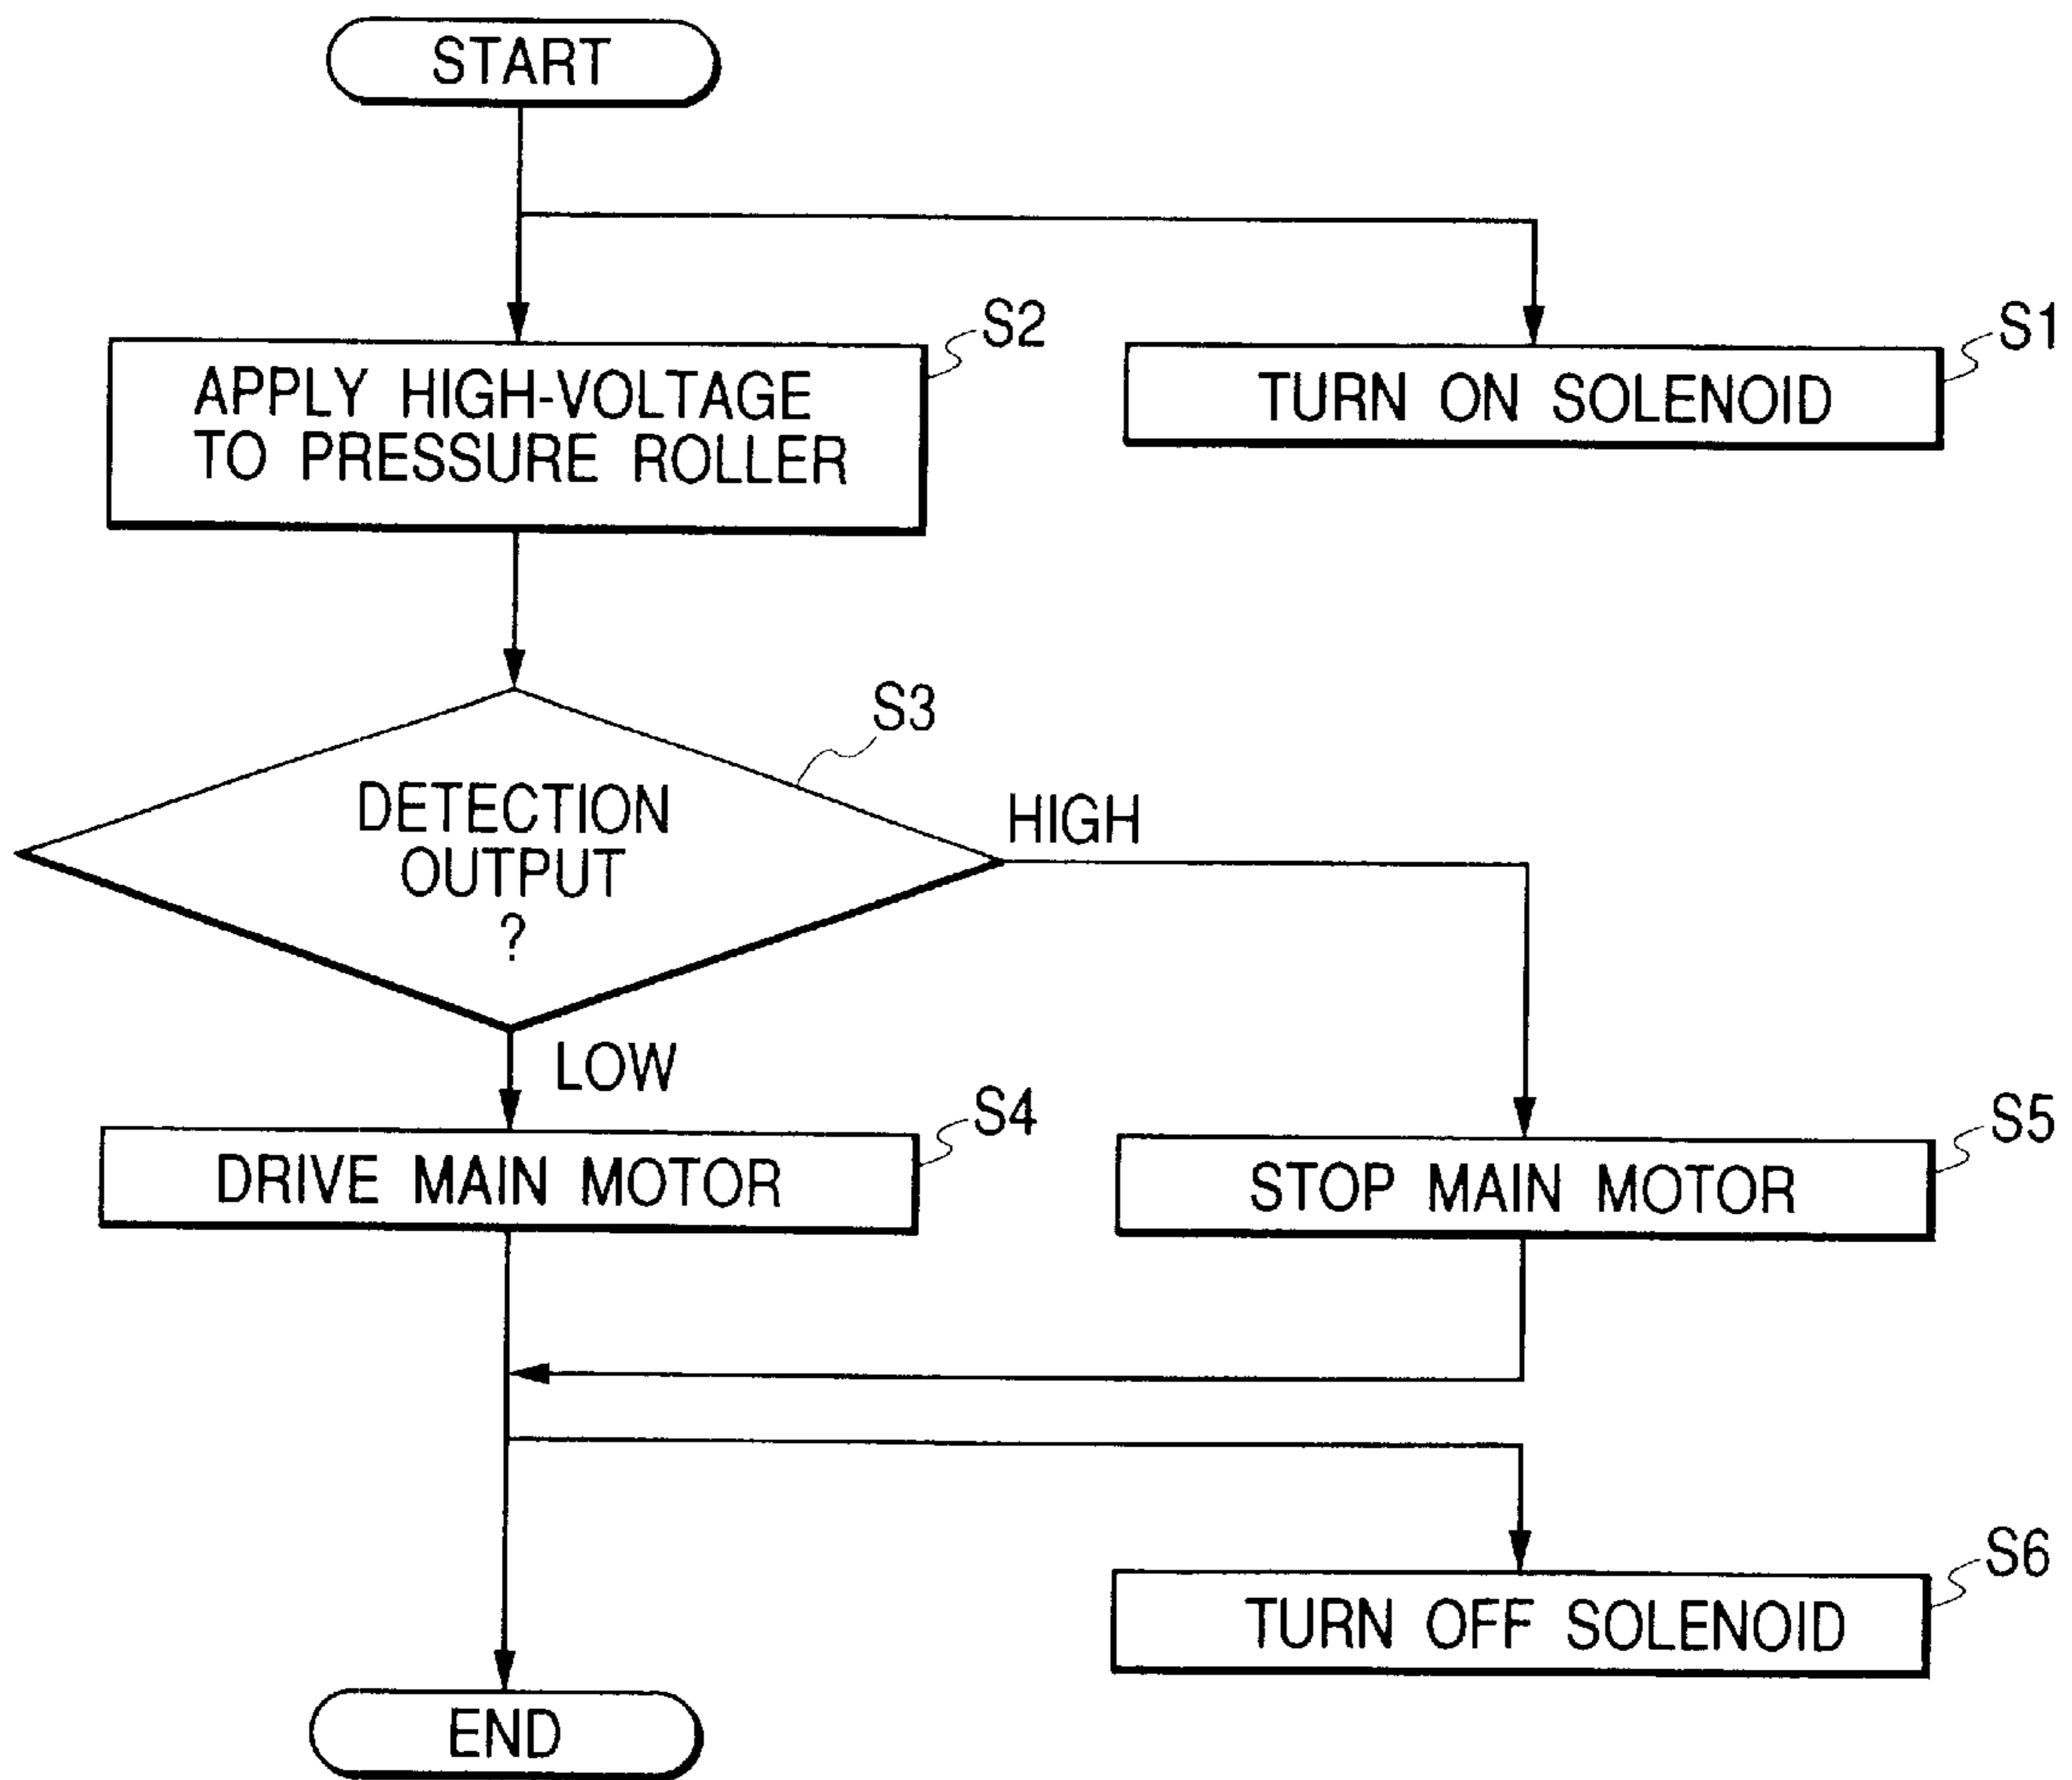 START
S2
APPLY HIGH-VOLTAGE
TO PRESSURE ROLLER
S1
TURN ON SOLENOID
S3
DETECTION
OUTPUT
?
HIGH
LOW
S4
DRIVE MAIN MOTOR
S5
STOP MAIN MOTOR
S6
TURN OFF SOLENOID
END